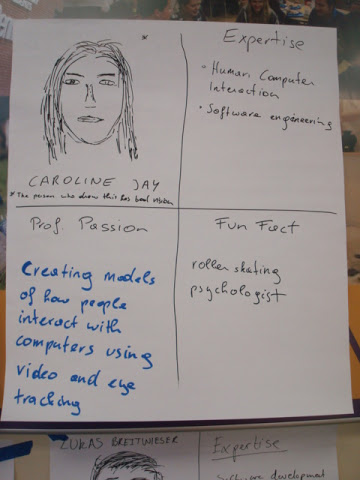 *
CAROLINE JAY
* The person who drew this has bad
Expertise
• Human Computer
Interaction
• Software engineering
Prof. Passion
Creating models
of how people
interact with
computers using
video and eye
tracking
Fun Fact
roller skating
psychologist
LUKAS BREITWIESER
Expertise
Software development